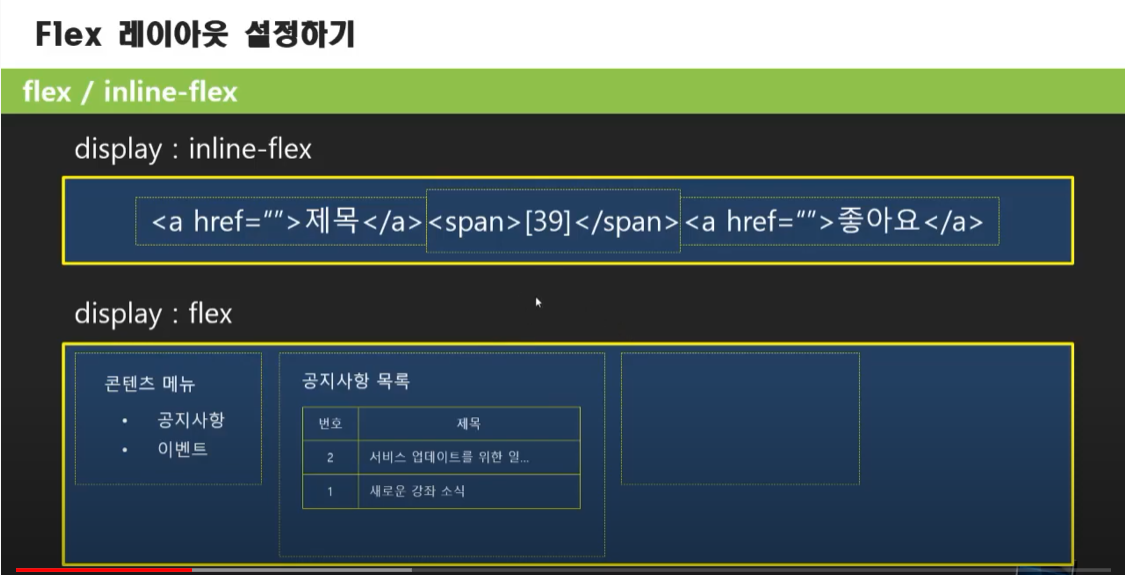 Flex 레이아웃 설정하기
flex / inline-flex
display : inline-flex
<a href="">제목</a><span>[39]</span><a href="">좋아요</a>
display : flex
콘텐츠 메뉴
• 공지사항
• 이벤트
공지사항 목록
번호 제목
2 서비스 업데이트를 위한 일...
1 새로운 강좌 소식